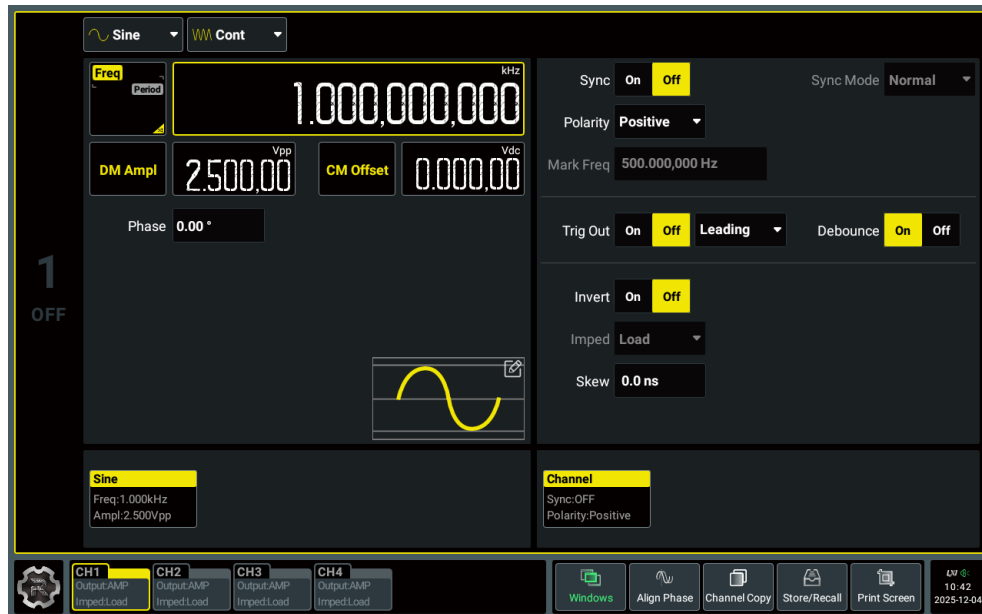 Sine Cont
Freq
Period
kHz
1.000,000,000
DM Ampl
Vpp
2.500,00
CM Offset
Vdc
0.000,00
Phase 0.00 °
1
OFF
Sync On Off Sync Mode Normal
Polarity Positive
Mark Freq 500.000,000 Hz
Trig Out On Off Leading Debounce On Off
Invert On Off
Imped Load
Skew 0.0 ns
Sine
Freq:1.000kHz
Ampl:2.500Vpp
Channel
Sync:OFF
Polarity:Positive
CH1
Output:AMP
Imped:Load
CH2
Output:AMP
Imped:Load
CH3
Output:AMP
Imped:Load
CH4
Output:AMP
Imped:Load
Windows
Align Phase
Channel Copy
Store/Recall
Print Screen
10:42
2025-12-04